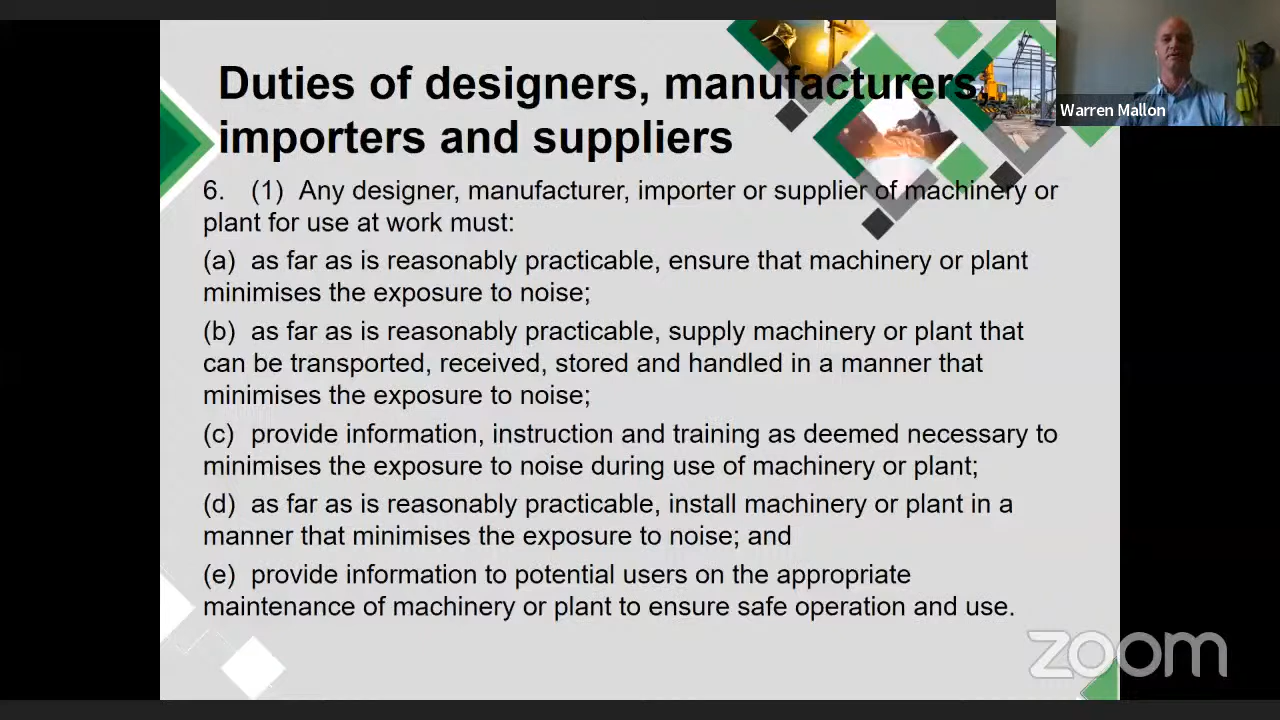 Duties of designers, manufacturers,
importers and suppliers
Warren Mallon
6. (1) Any designer, manufacturer, importer or supplier of machinery or
plant for use at work must:
(a) as far as is reasonably practicable, ensure that machinery or plant
minimises the exposure to noise;
(b) as far as is reasonably practicable, supply machinery or plant that
can be transported, received, stored and handled in a manner that
minimises the exposure to noise;
(c) provide information, instruction and training as deemed necessary to
minimises the exposure to noise during use of machinery or plant;
(d) as far as is reasonably practicable, install machinery or plant in a
manner that minimises the exposure to noise; and
(e) provide information to potential users on the appropriate
maintenance of machinery or plant to ensure safe operation and use.
zoom